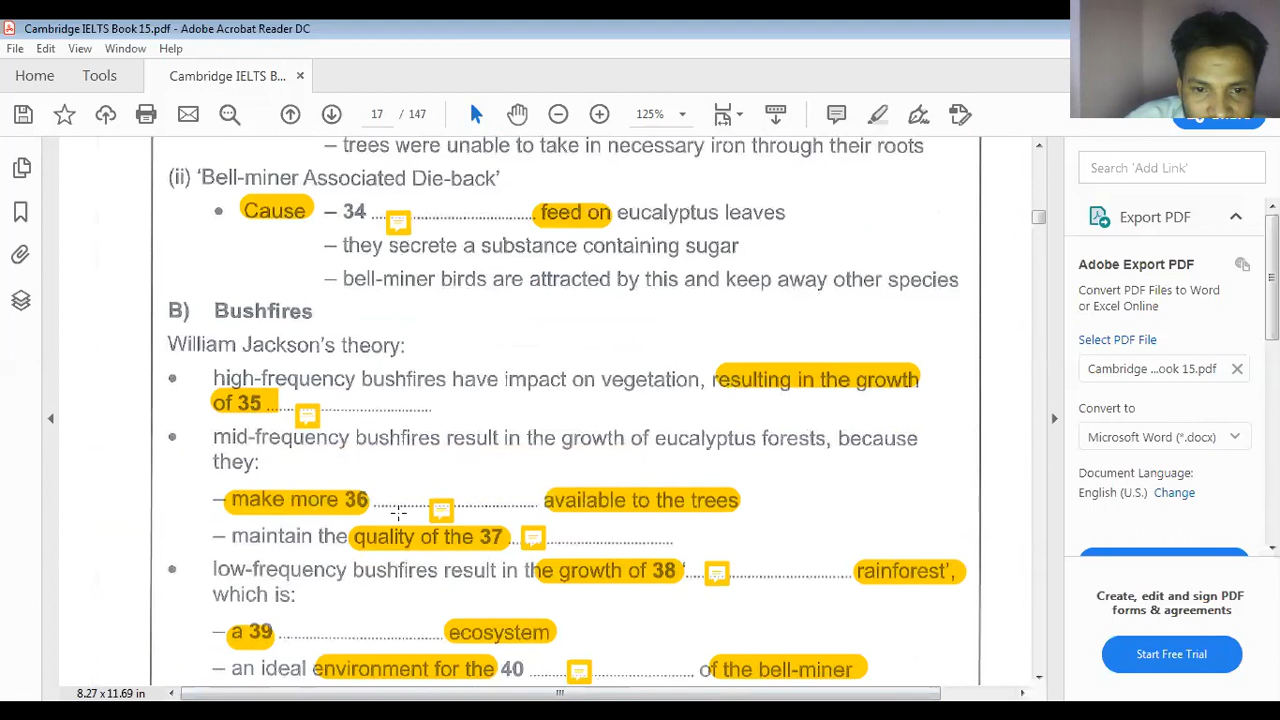 Cambridge IELTS Book 15.pdf - Adobe Acrobat Reader DC
File Edit View Window Help
Home Tools Cambridge IELTS B... ×
17 / 147 125%
– trees were unable to take in necessary iron through their roots
(ii) 'Bell-miner Associated Die-back'
• Cause – 34 .................................... feed on eucalyptus leaves
– they secrete a substance containing sugar
– bell-miner birds are attracted by this and keep away other species
B) Bushfires
William Jackson's theory:
• high-frequency bushfires have impact on vegetation, resulting in the growth
of 35 ....................................
• mid-frequency bushfires result in the growth of eucalyptus forests, because
they:
– make more 36 .................................... available to the trees
– maintain the quality of the 37 ....................................
• low-frequency bushfires result in the growth of 38 '.................................... rainforest',
which is:
– a 39 .................................... ecosystem
– an ideal environment for the 40 .................................... of the bell-miner
8.27 x 11.69 in
Search 'Add Link'
Export PDF
Adobe Export PDF
Convert PDF Files to Word
or Excel Online
Select PDF File
Cambridge ...ook 15.pdf ×
Convert to
Microsoft Word (*.docx)
Document Language:
English (U.S.) Change
Create, edit and sign PDF
forms & agreements
Start Free Trial